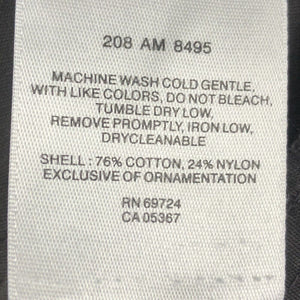 208 AM 8495
MACHINE WASH COLD GENTLE,
WITH LIKE COLORS, DO NOT BLEACH,
TUMBLE DRY LOW,
REMOVE PROMPTLY, IRON LOW,
DRYCLEANABLE
SHELL : 76% COTTON, 24% NYLON
EXCLUSIVE OF ORNAMENTATION
RN 69724
CA 05367